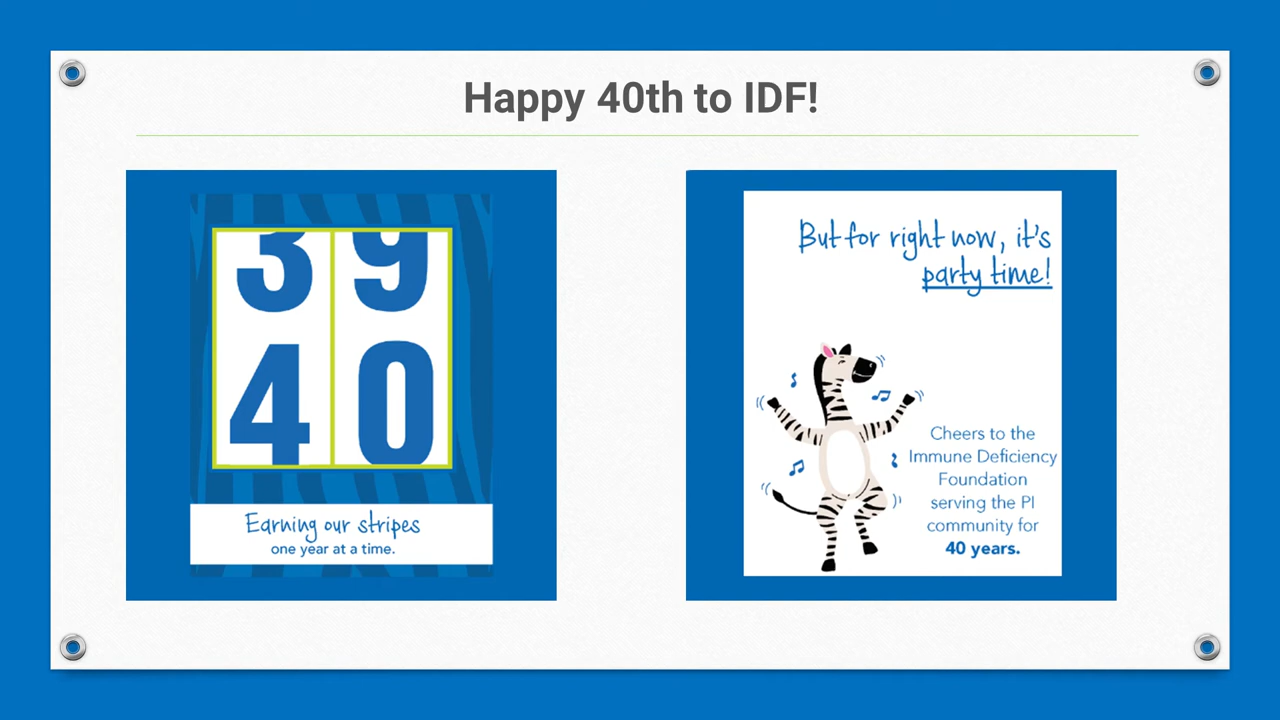 Happy 40th to IDF!
39
40
Earning our stripes
one year at a time.
But for right now, it's
party time!
Cheers to the
Immune Deficiency
Foundation
serving the PI
community for
40 years.